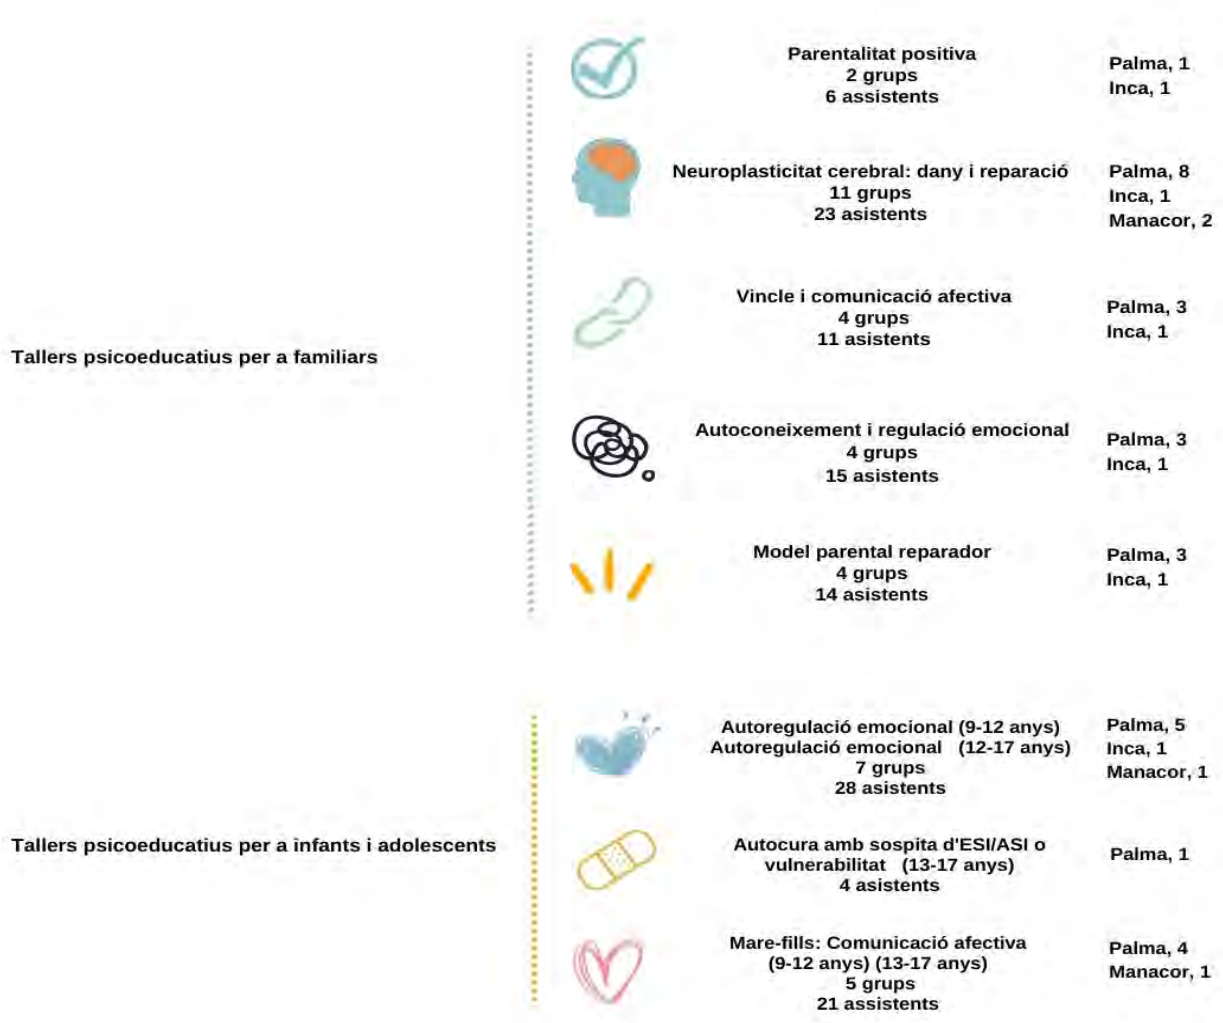 Parentalitat positiva
2 grups
6 assistents
Palma, 1
Inca, 1
Neuroplasticitat cerebral: dany i reparació
11 grups
23 asistents
Palma, 8
Inca, 1
Manacor, 2
Vincle i comunicació afectiva
4 grups
11 asistents
Palma, 3
Inca, 1
Tallers psicoeducatius per a familiars
Autoconeixement i regulació emocional
4 grups
15 asistents
Palma, 3
Inca, 1
Model parental reparador
4 grups
14 asistents
Palma, 3
Inca, 1
Autoregulació emocional (9-12 anys)
Autoregulació emocional (12-17 anys)
7 grups
28 asistents
Palma, 5
Inca, 1
Manacor, 1
Tallers psicoeducatius per a infants i adolescents
Autocura amb sospita d'ESI/ASI o
vulnerabilitat (13-17 anys)
4 asistents
Palma, 1
Mare-fills: Comunicació afectiva
(9-12 anys) (13-17 anys)
5 grups
21 assistents
Palma, 4
Manacor, 1